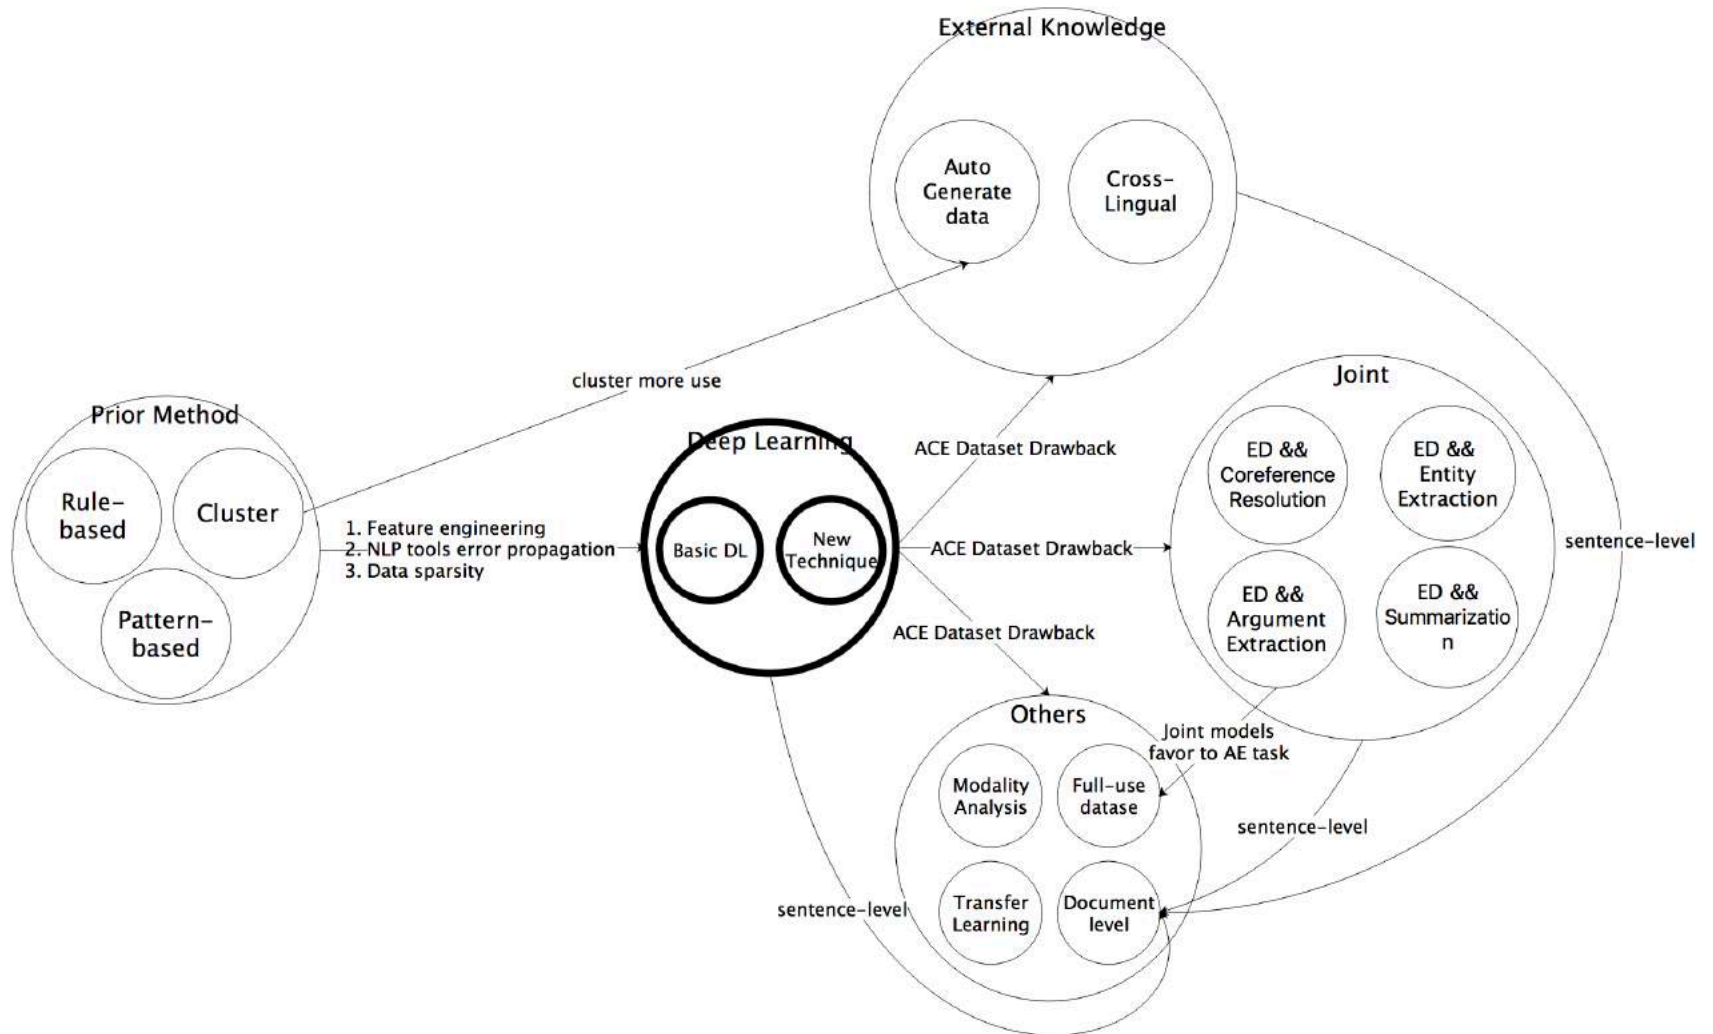 External Knowledge
Auto
Generate
data
Cross-
Lingual
cluster more use
Prior Method
Rule-
based
Cluster
Pattern-
based
1. Feature engineering
2. NLP tools error propagation
3. Data sparsity
Deep Learning
Basic DL
New
Technique
ACE Dataset Drawback
ACE Dataset Drawback
ACE Dataset Drawback
Joint
ED &&
Coreference
Resolution
ED &&
Entity
Extraction
ED &&
Argument
Extraction
ED &&
Summarizatio
n
sentence-level
Others
Joint models
favor to AE task
Modality
Analysis
Full-use
datase
Transfer
Learning
Document
level
sentence-level
sentence-level